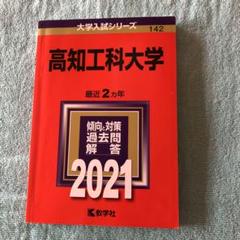 大学入試シリーズ
142
高知工科大学
最近2カ年
傾向と対策
過去問
解答
2021
教学社